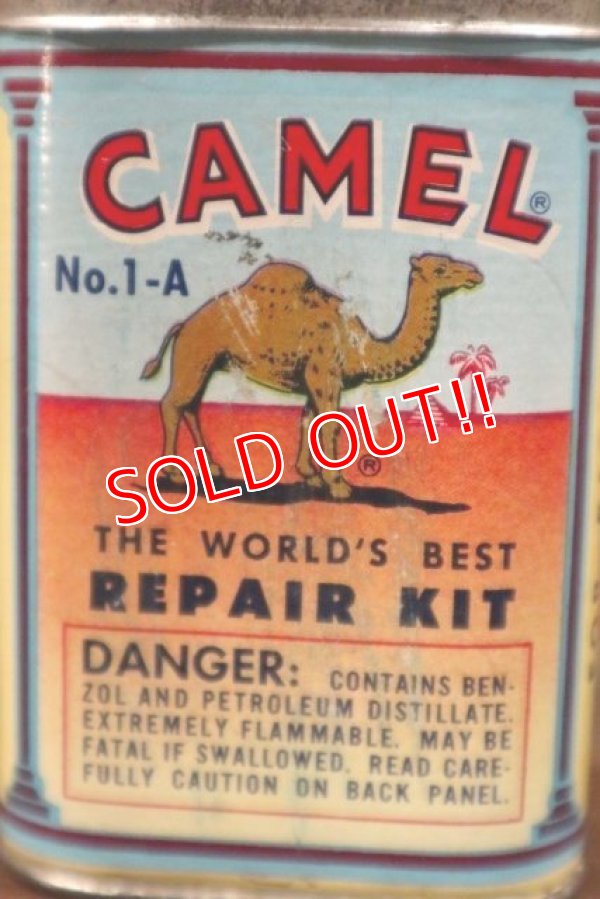 CAMEL®
No.1-A
®
SOLD OUT!!
THE WORLD'S BEST
REPAIR KIT
DANGER: CONTAINS BEN-
ZOL AND PETROLEUM DISTILLATE.
EXTREMELY FLAMMABLE. MAY BE
FATAL IF SWALLOWED. READ CARE-
FULLY CAUTION ON BACK PANEL.